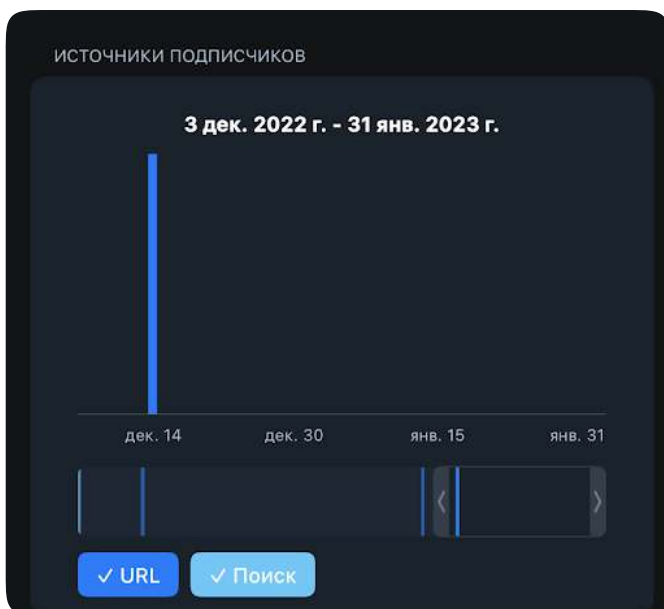 ИСТОЧНИКИ ПОДПИСЧИКОВ
3 дек. 2022 г. - 31 янв. 2023 г.
дек. 14 дек. 30 янв. 15 янв. 31
✓ URL ✓ Поиск